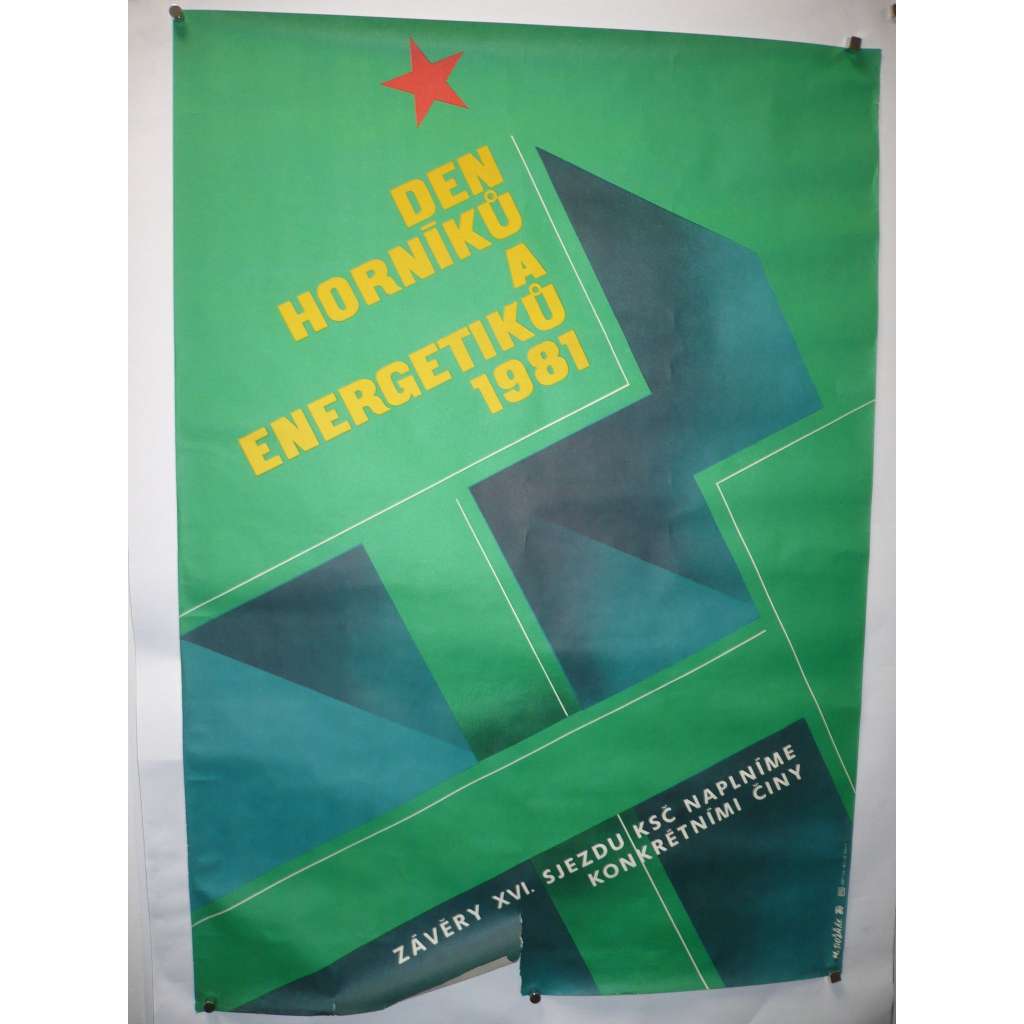 DEN
HORNÍKŮ
A
ENERGETIKŮ
1981
ZÁVĚRY XVI. SJEZDU KSČ NAPLNÍME
KONKRÉTNÍMI ČINY